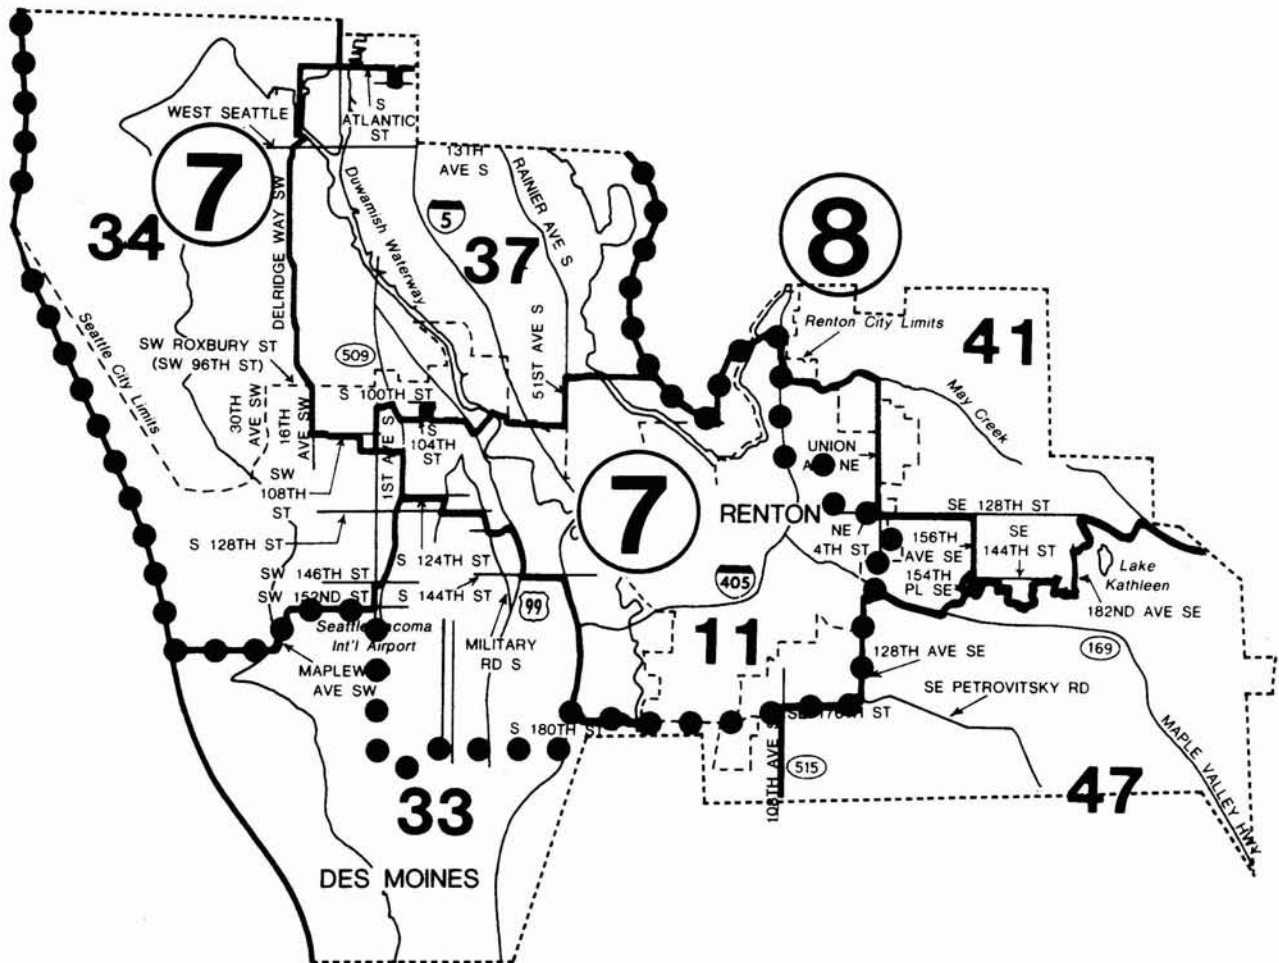 WEST SEATTLE
S
ATLANTIC
ST
7
34
DELRIDGE WAY SW
Duwamish Waterway
13TH
AVE S
RAINIER AVE S
5
37
8
Renton City Limits
41
May Creek
Seattle City Limits
SW ROXBURY ST
(SW 96TH ST)
509
51ST AVE S
30TH
AVE SW
16TH
AVE SW
S 100TH ST
1ST AVE S
S
104TH
ST
SW
108TH
ST
S 128TH ST
S 124TH ST
SW 146TH ST
SW 152ND ST
S 144TH ST
99
7
RENTON
UNION
NE
NE
4TH ST
SE 128TH ST
156TH
AVE SE
154TH
PL SE
SE
144TH ST
Lake
Kathleen
182ND AVE SE
405
11
169
128TH AVE SE
SE PETROVITSKY RD
Int'l Airport
MAPLEW
AVE SW
MILITARY
RD S
S 180TH ST
ST
108TH AVE
515
MAPLE VALLEY HWY
47
33
DES MOINES